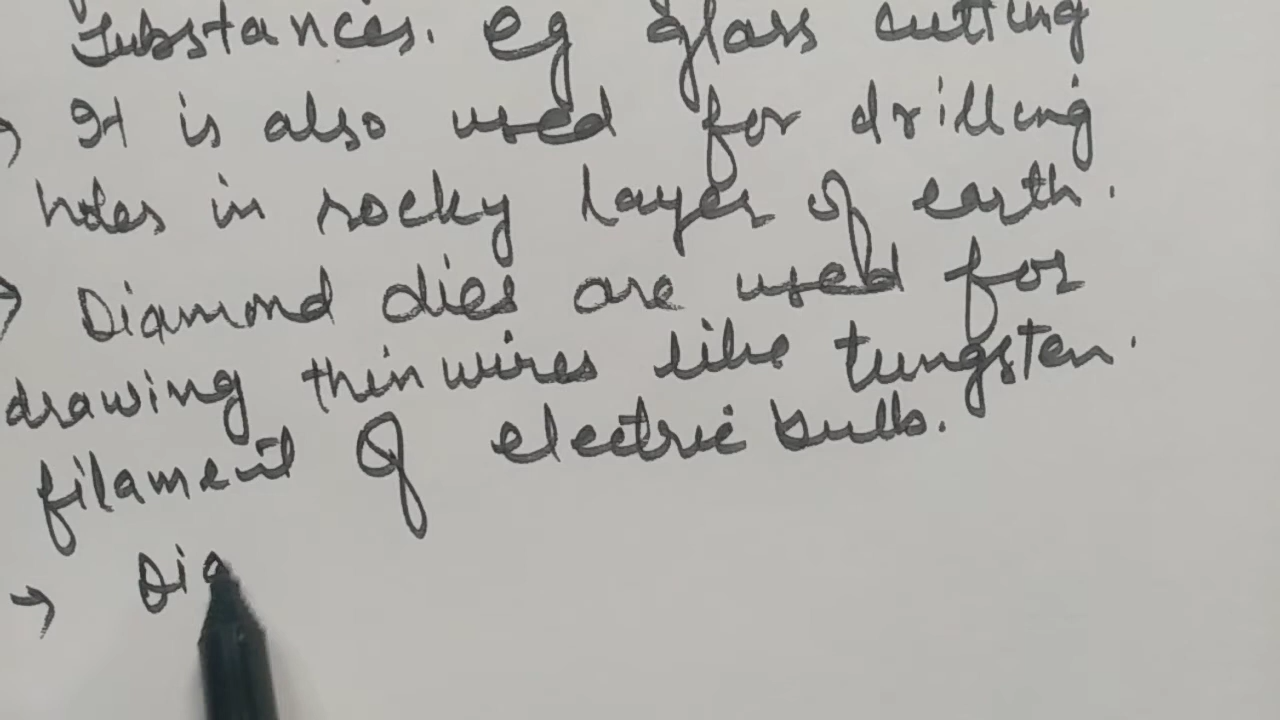 Substances. eg glass cutting
→ It is also used for drilling
holes in rocky layer of earth.
→ Diamond dies are used for
drawing thin wires like tungsten.
filament of electric bulb.
→ Dia